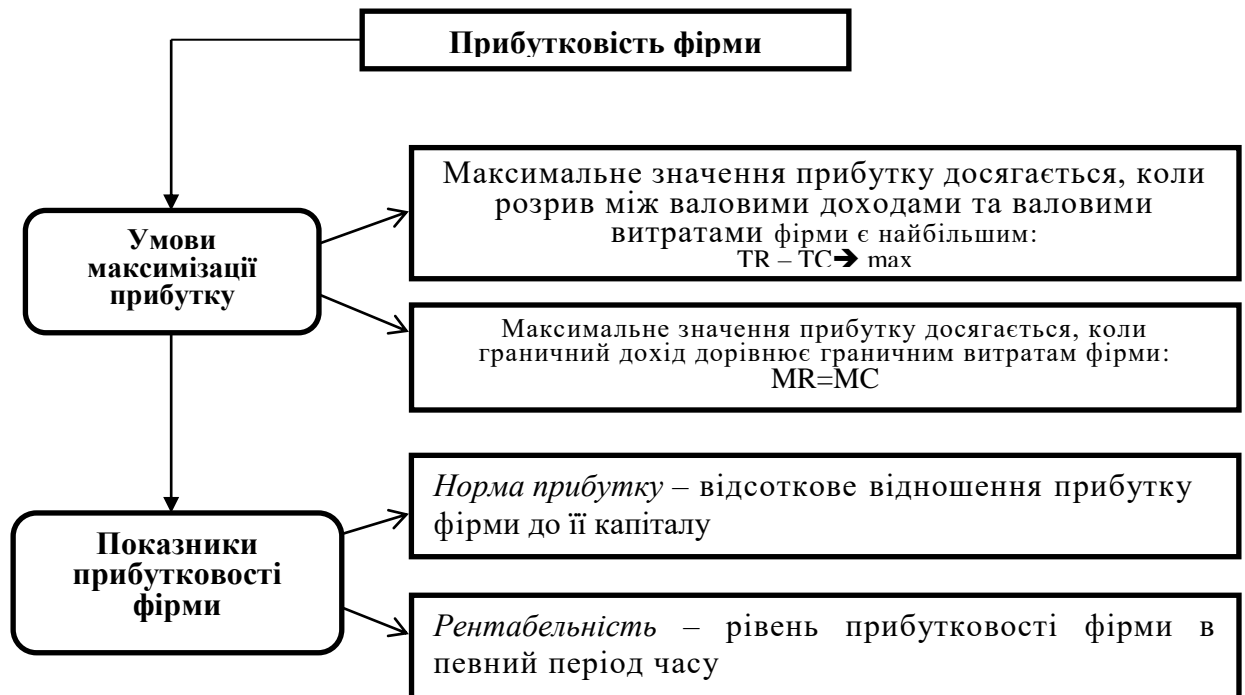 Прибутковість фірми
Максимальне значення прибутку досягається, коли
розрив між валовими доходами та валовими
витратами фірми є найбільшим:
TR – TC➔ max
Умови
максимізації
прибутку
Максимальне значення прибутку досягається, коли
граничний дохід дорівнює граничним витратам фірми:
MR=MC
Норма прибутку – відсоткове відношення прибутку
фірми до її капіталу
Показники
прибутковості
фірми
Рентабельність – рівень прибутковості фірми в
певний період часу